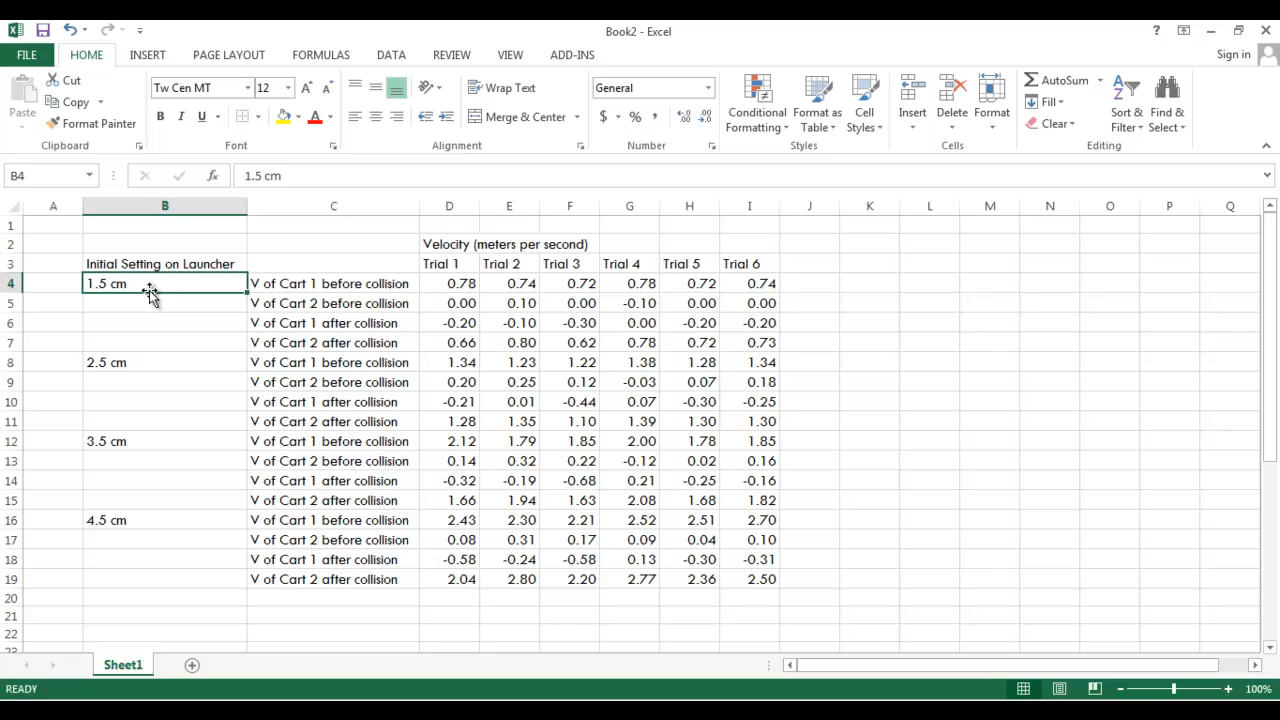 Book2 - Excel
?
FILE HOME INSERT PAGE LAYOUT FORMULAS DATA REVIEW VIEW ADD-INS Sign in
Paste
Cut
Copy
Format Painter
Clipboard
Tw Cen MT 12 A A
B I U A
Font
Wrap Text
Merge & Center
Alignment
General
$ % , .00 .0
Number
Conditional Formatting
Format as Table
Cell Styles
Styles
Insert
Delete
Format
Cells
AutoSum
Fill
Clear
Sort & Filter
Find & Select
Editing
B4 fx 1.5 cm
A B C D E F G H I J K L M N O P Q
1
2 Velocity (meters per second)
3 Initial Setting on Launcher Trial 1 Trial 2 Trial 3 Trial 4 Trial 5 Trial 6
4 1.5 cm V of Cart 1 before collision 0.78 0.74 0.72 0.78 0.72 0.74
5 V of Cart 2 before collision 0.00 0.10 0.00 -0.10 0.00 0.00
6 V of Cart 1 after collision -0.20 -0.10 -0.30 0.00 -0.20 -0.20
7 V of Cart 2 after collision 0.66 0.80 0.62 0.78 0.72 0.73
8 2.5 cm V of Cart 1 before collision 1.34 1.23 1.22 1.38 1.28 1.34
9 V of Cart 2 before collision 0.20 0.25 0.12 -0.03 0.07 0.18
10 V of Cart 1 after collision -0.21 0.01 -0.44 0.07 -0.30 -0.25
11 V of Cart 2 after collision 1.28 1.35 1.10 1.39 1.30 1.30
12 3.5 cm V of Cart 1 before collision 2.12 1.79 1.85 2.00 1.78 1.85
13 V of Cart 2 before collision 0.14 0.32 0.22 -0.12 0.02 0.16
14 V of Cart 1 after collision -0.32 -0.19 -0.68 0.21 -0.25 -0.16
15 V of Cart 2 after collision 1.66 1.94 1.63 2.08 1.68 1.82
16 4.5 cm V of Cart 1 before collision 2.43 2.30 2.21 2.52 2.51 2.70
17 V of Cart 2 before collision 0.08 0.31 0.17 0.09 0.04 0.10
18 V of Cart 1 after collision -0.58 -0.24 -0.58 0.13 -0.30 -0.31
19 V of Cart 2 after collision 2.04 2.80 2.20 2.77 2.36 2.50
20
21
22
23
Sheet1
READY 100%